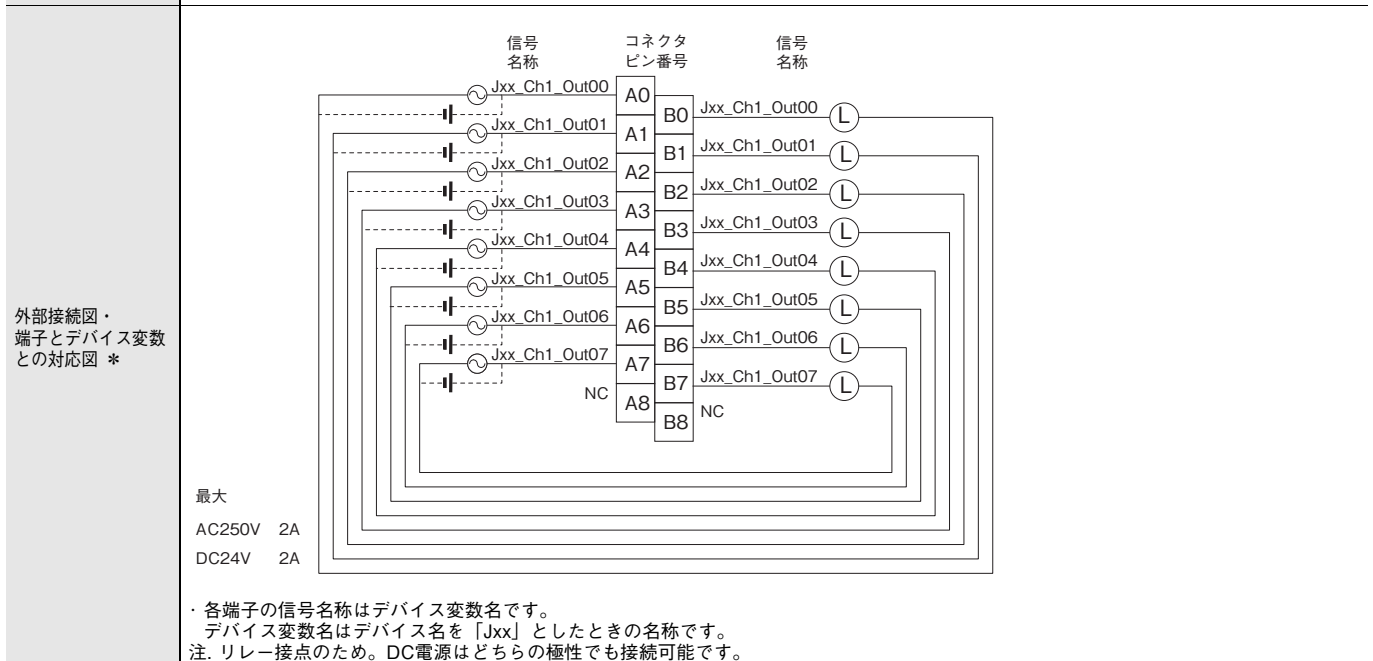 外部接続図・
端子とデバイス変数
との対応図 *
信号
名称
コネクタ
ピン番号
信号
名称
Jxx_Ch1_Out00
A0
B0
Jxx_Ch1_Out00
L
Jxx_Ch1_Out01
A1
B1
Jxx_Ch1_Out01
L
Jxx_Ch1_Out02
A2
B2
Jxx_Ch1_Out02
L
Jxx_Ch1_Out03
A3
B3
Jxx_Ch1_Out03
L
Jxx_Ch1_Out04
A4
B4
Jxx_Ch1_Out04
L
Jxx_Ch1_Out05
A5
B5
Jxx_Ch1_Out05
L
Jxx_Ch1_Out06
A6
B6
Jxx_Ch1_Out06
L
Jxx_Ch1_Out07
A7
B7
Jxx_Ch1_Out07
L
NC
A8
B8
NC
最大
AC250V 2A
DC24V 2A
・各端子の信号名称はデバイス変数名です。
デバイス変数名はデバイス名を「Jxx」としたときの名称です。
注. リレー接点のため。DC電源はどちらの極性でも接続可能です。